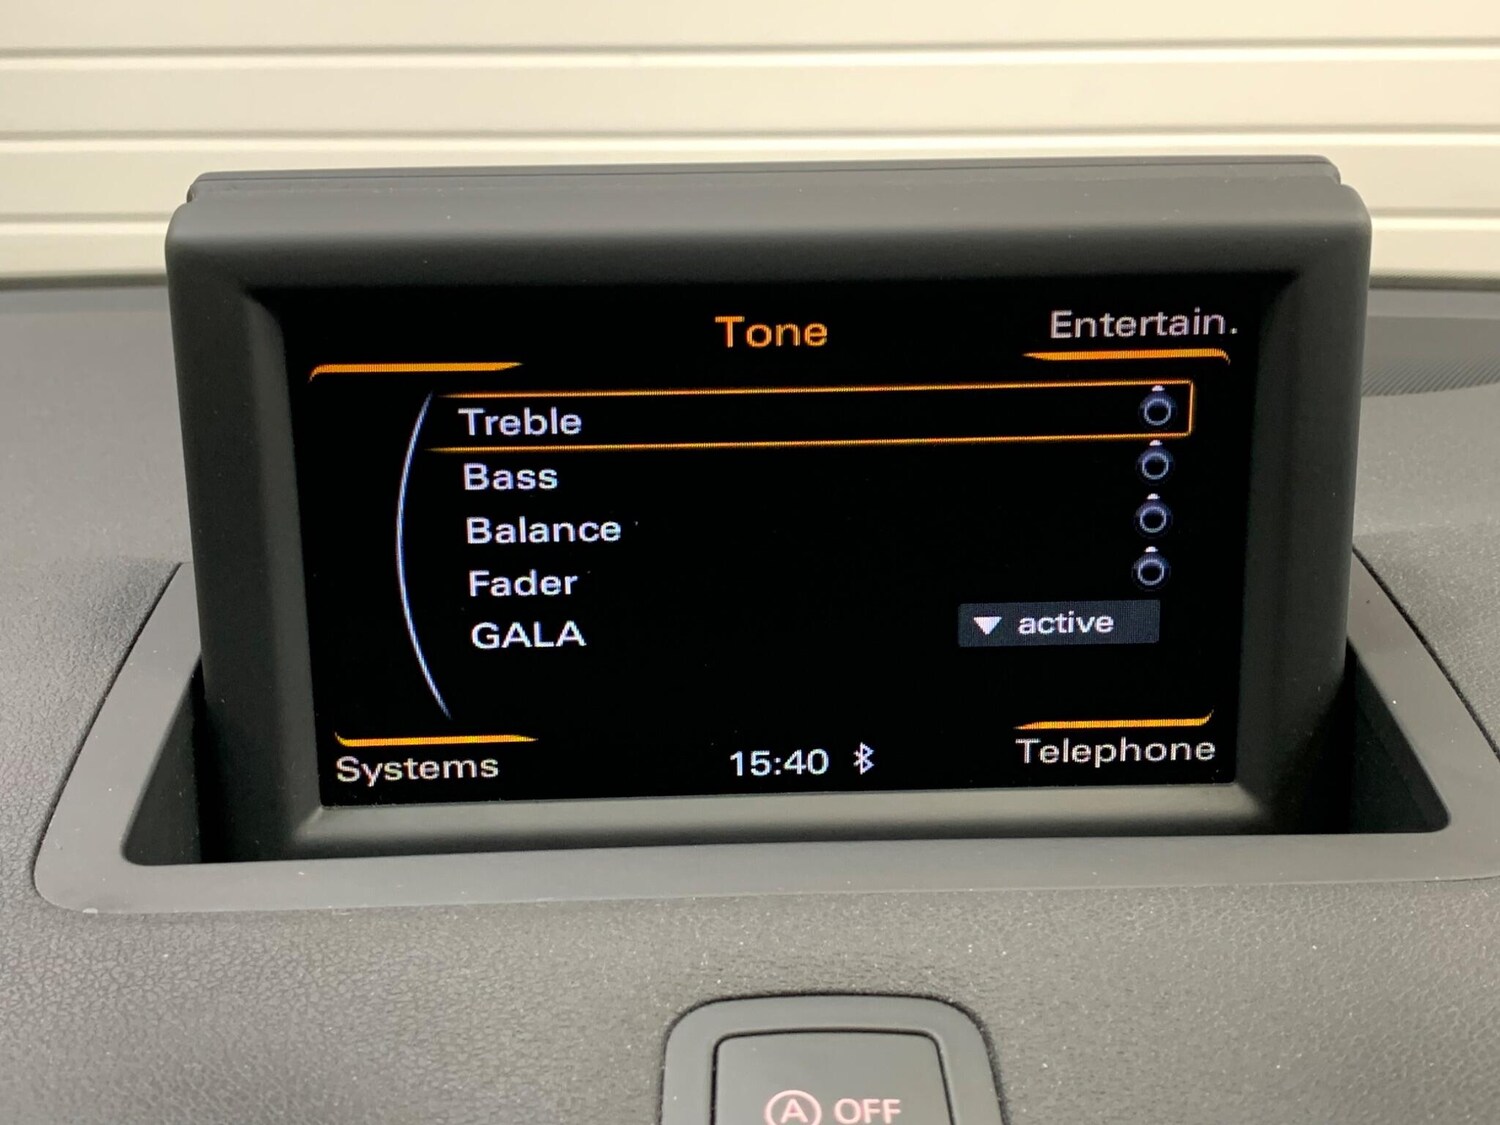 Tone
Entertain.
Treble
Bass
Balance
Fader
GALA
active
Systems
15:40
Telephone
A OFF